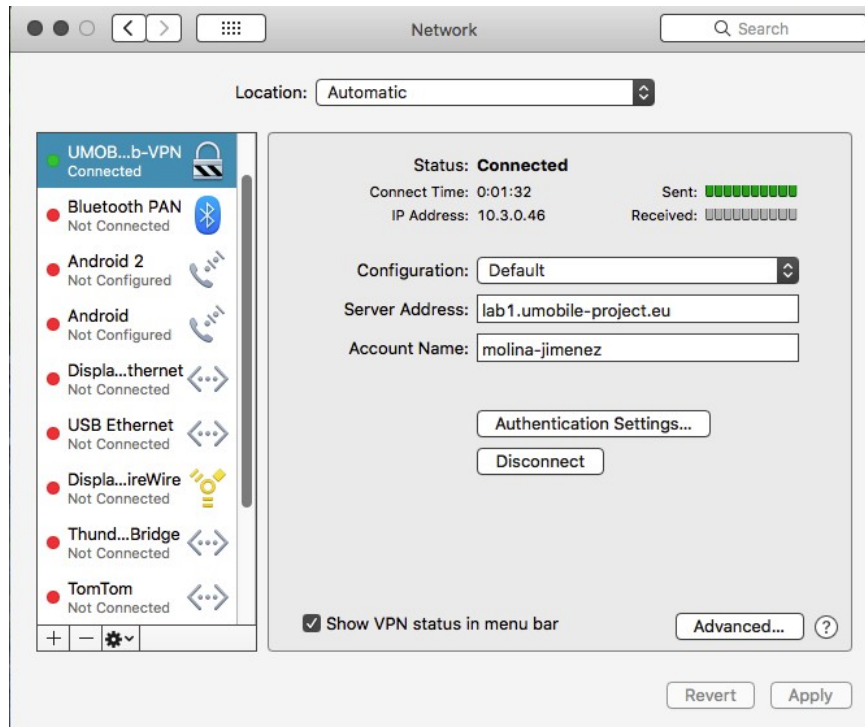 Network
Search
Location: Automatic
UMOB...b-VPN
Connected
Bluetooth PAN
Not Connected
Android 2
Not Configured
Android
Not Configured
Displa...thernet
Not Connected
USB Ethernet
Not Connected
Displa...ireWire
Not Connected
Thund...Bridge
Not Connected
TomTom
Not Connected
Status: Connected
Connect Time: 0:01:32 Sent:
IP Address: 10.3.0.46 Received:
Configuration: Default
Server Address: lab1.umobile-project.eu
Account Name: molina-jimenez
Authentication Settings...
Disconnect
Show VPN status in menu bar
Advanced... ?
Revert Apply